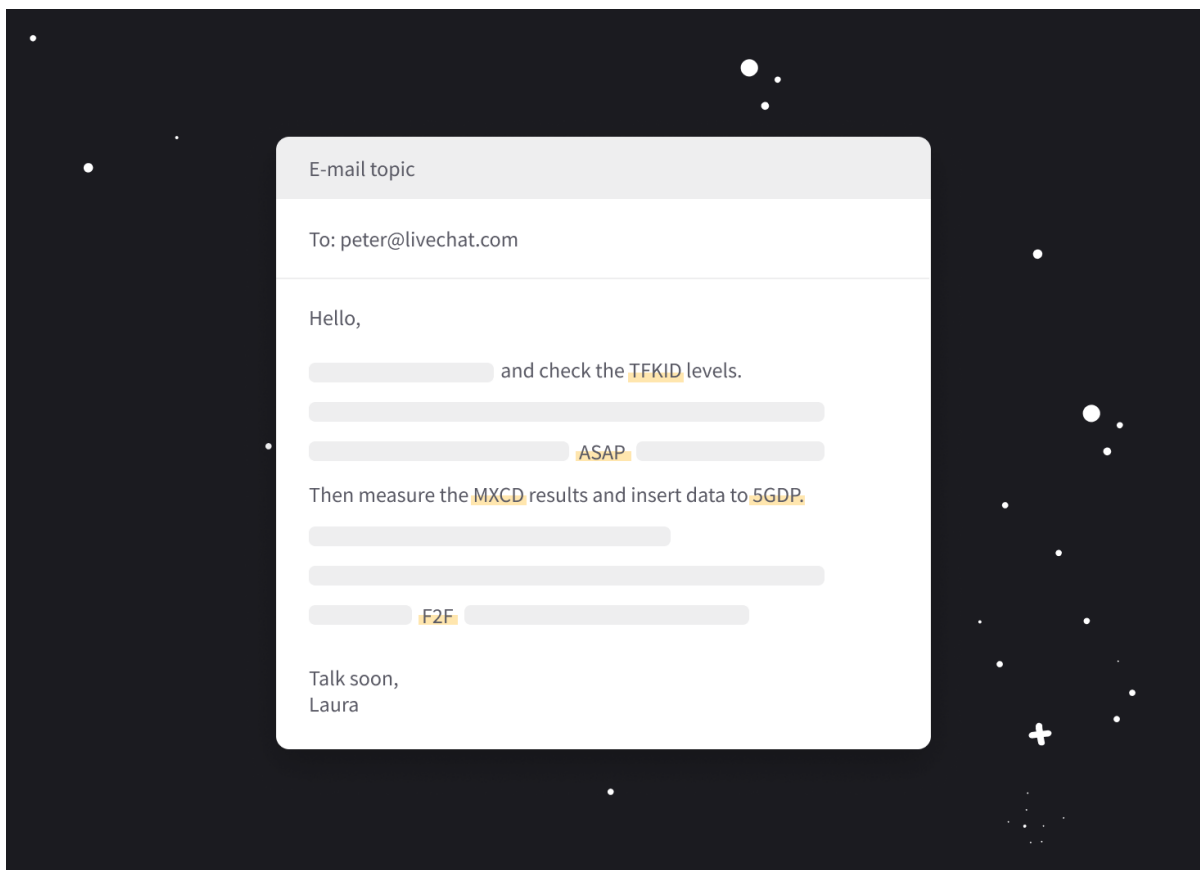 E-mail topic
To: peter@livechat.com
Hello,
and check the TFKID levels.
ASAP
Then measure the MXCD results and insert data to 5GDP.
F2F
Talk soon,
Laura